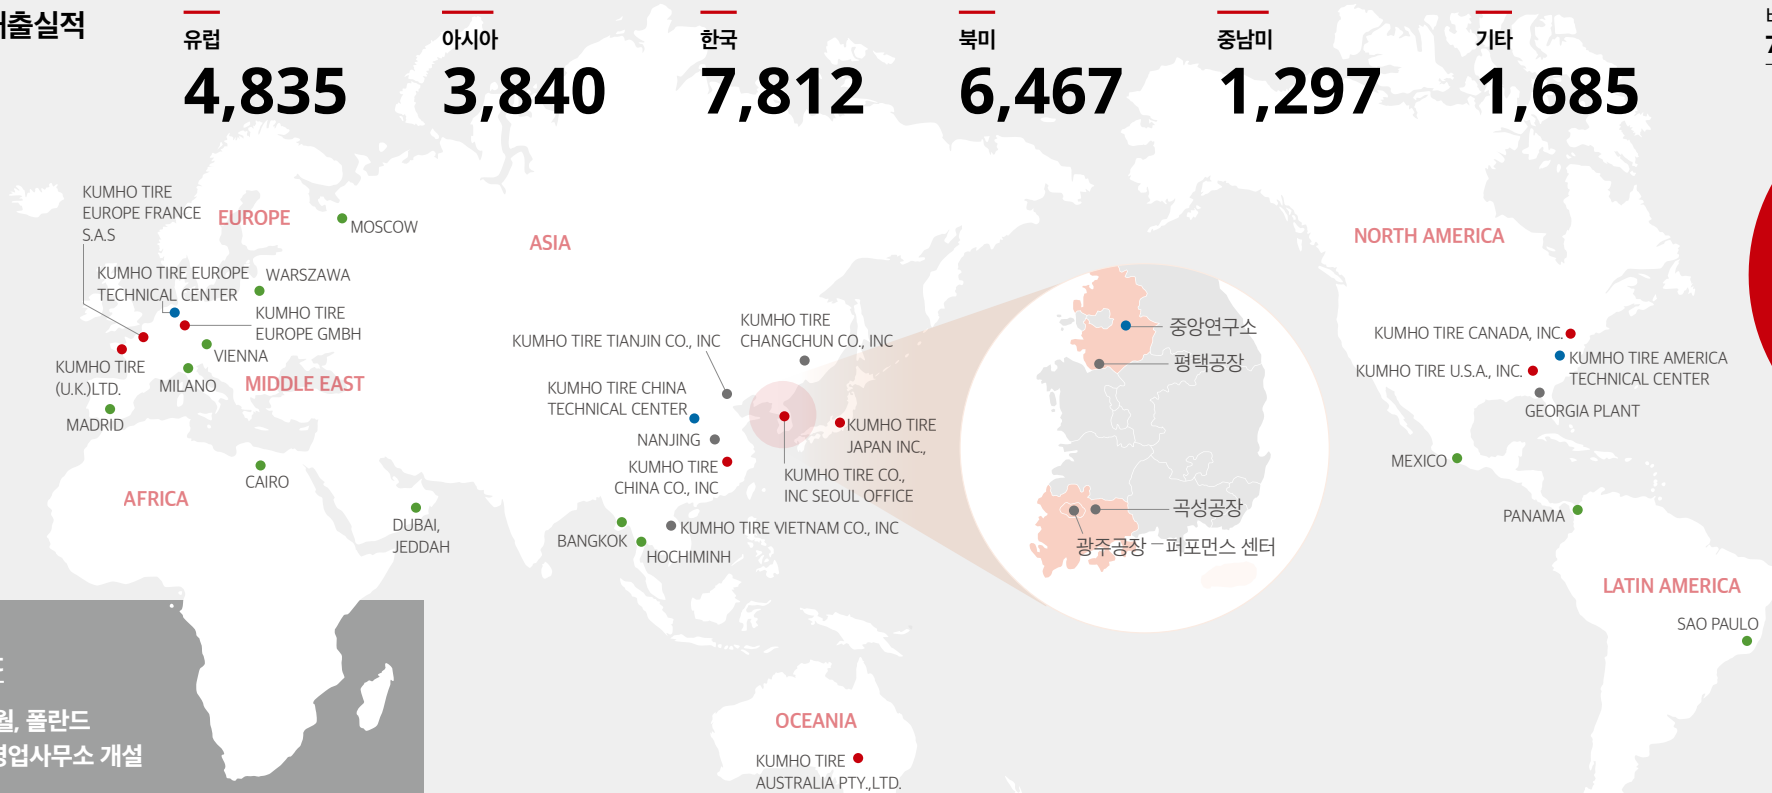 매출실적
유럽
4,835
아시아
3,840
한국
7,812
북미
6,467
중남미
1,297
기타
1,685
KUMHO TIRE
EUROPE FRANCE
S.A.S
EUROPE
MOSCOW
KUMHO TIRE EUROPE
TECHNICAL CENTER
WARSZAWA
KUMHO TIRE
EUROPE GMBH
VIENNA
KUMHO TIRE
(U.K.)LTD.
MILANO
MIDDLE EAST
MADRID
CAIRO
AFRICA
DUBAI,
JEDDAH
ASIA
KUMHO TIRE
CHANGCHUN CO., INC
KUMHO TIRE TIANJIN CO., INC
KUMHO TIRE CHINA
TECHNICAL CENTER
NANJING
KUMHO TIRE
CHINA CO., INC
KUMHO TIRE
JAPAN INC.,
KUMHO TIRE CO.,
INC SEOUL OFFICE
KUMHO TIRE VIETNAM CO., INC
BANGKOK
HOCHIMINH
중앙연구소
평택공장
곡성공장
광주공장 – 퍼포먼스 센터
NORTH AMERICA
KUMHO TIRE CANADA, INC.
KUMHO TIRE AMERICA
TECHNICAL CENTER
KUMHO TIRE U.S.A., INC.
GEORGIA PLANT
MEXICO
PANAMA
LATIN AMERICA
SAO PAULO
OCEANIA
KUMHO TIRE
AUSTRALIA PTY.,LTD.
월, 폴란드
영업사무소 개설